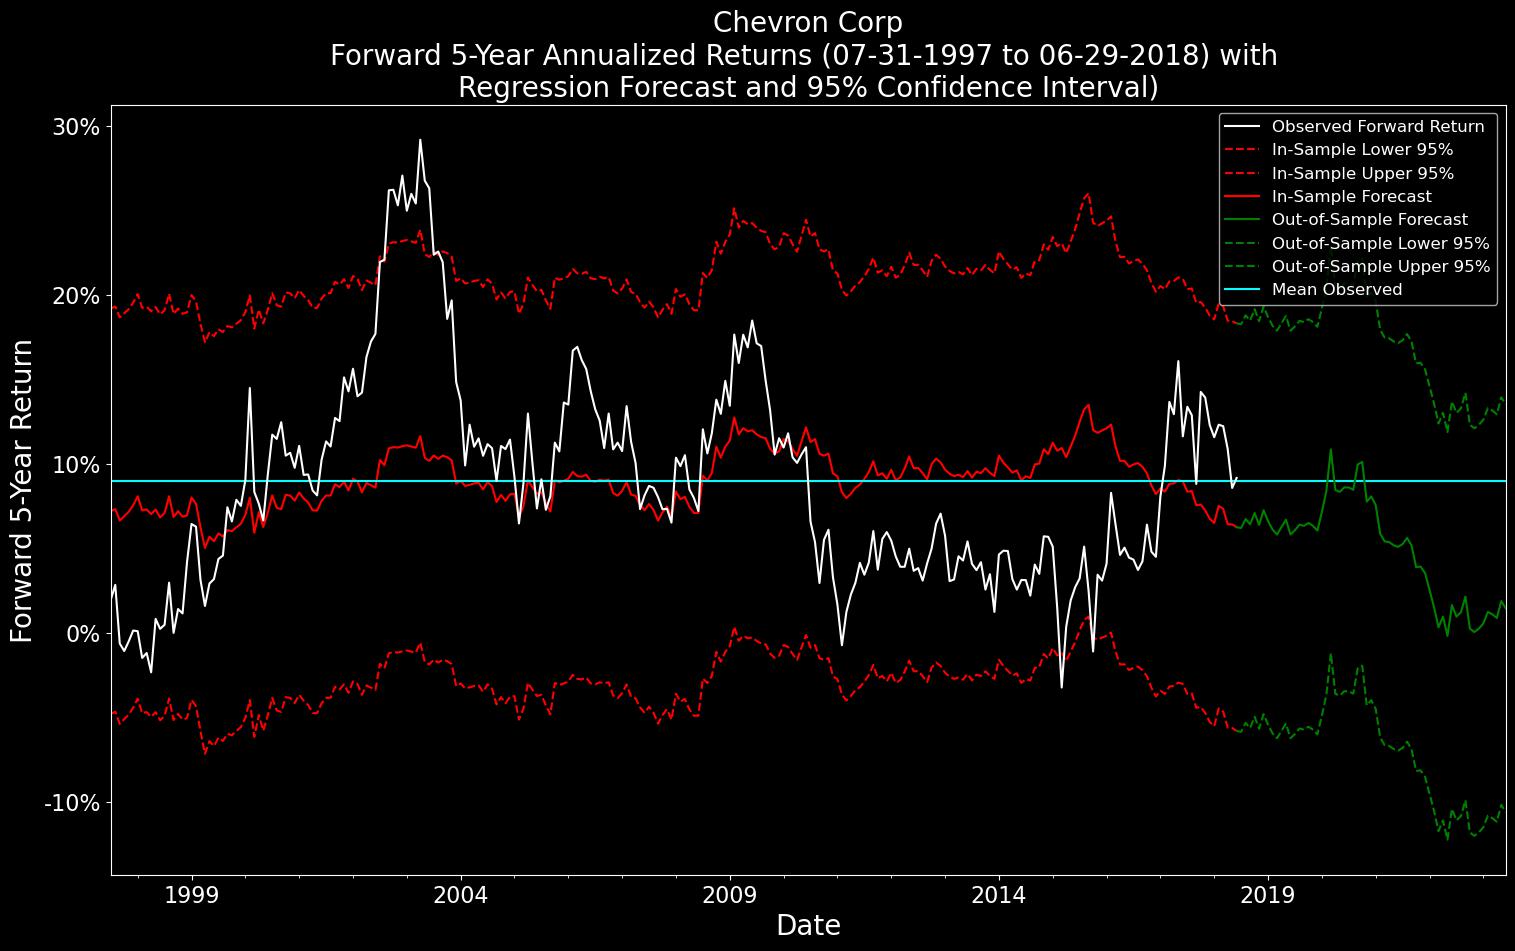 Chevron Corp
Forward 5-Year Annualized Returns (07-31-1997 to 06-29-2018) with
Regression Forecast and 95% Confidence Interval)
Observed Forward Return
In-Sample Lower 95%
In-Sample Upper 95%
In-Sample Forecast
Out-of-Sample Forecast
Out-of-Sample Lower 95%
Out-of-Sample Upper 95%
Mean Observed
Forward 5-Year Return
30%
20%
10%
0%
-10%
1999
2004
2009
2014
2019
Date